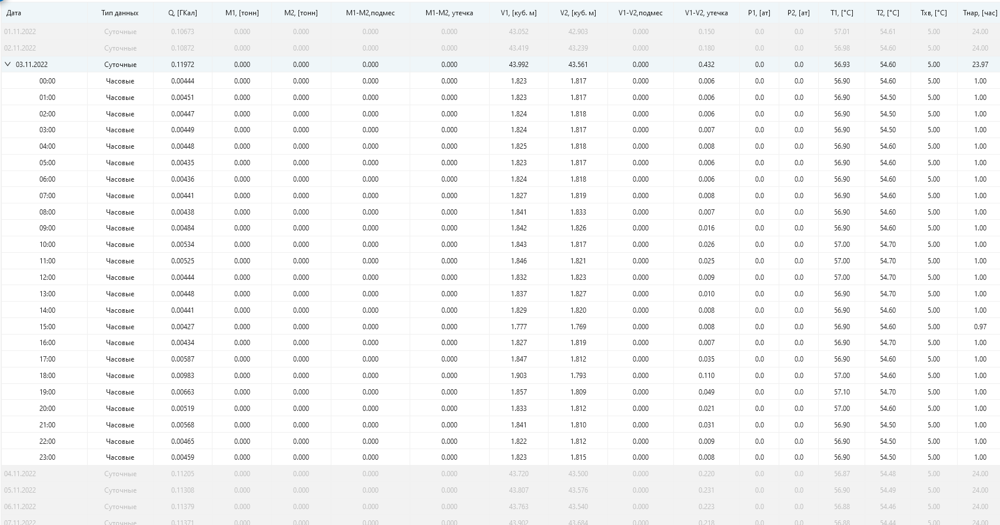 Дата Тип данных Q, [ГКал] M1, [тонн] M2, [тонн] M1-M2,подмес M1-M2, утечка V1, [куб. м] V2, [куб. м] V1-V2,подмес V1-V2, утечка P1, [ат] P2, [ат] T1, [°C] T2, [°C] Tхв, [°C] Tнар, [час]
01.11.2022 Суточные 0.10673 0.000 0.000 0.000 0.000 43.052 42.903 0.000 0.150 0.0 0.0 57.01 54.61 5.00 24.00
02.11.2022 Суточные 0.10872 0.000 0.000 0.000 0.000 43.419 43.239 0.000 0.180 0.0 0.0 56.98 54.60 5.00 24.00
03.11.2022 Суточные 0.11972 0.000 0.000 0.000 0.000 43.992 43.561 0.000 0.432 0.0 0.0 56.93 54.60 5.00 23.97
00:00 Часовые 0.00444 0.000 0.000 0.000 0.000 1.823 1.817 0.000 0.006 0.0 0.0 56.90 54.60 5.00 1.00
01:00 Часовые 0.00451 0.000 0.000 0.000 0.000 1.823 1.817 0.000 0.006 0.0 0.0 56.90 54.50 5.00 1.00
02:00 Часовые 0.00447 0.000 0.000 0.000 0.000 1.824 1.818 0.000 0.006 0.0 0.0 56.90 54.50 5.00 1.00
03:00 Часовые 0.00449 0.000 0.000 0.000 0.000 1.824 1.817 0.000 0.007 0.0 0.0 56.90 54.50 5.00 1.00
04:00 Часовые 0.00448 0.000 0.000 0.000 0.000 1.825 1.818 0.000 0.008 0.0 0.0 56.90 54.60 5.00 1.00
05:00 Часовые 0.00435 0.000 0.000 0.000 0.000 1.823 1.817 0.000 0.006 0.0 0.0 56.90 54.60 5.00 1.00
06:00 Часовые 0.00436 0.000 0.000 0.000 0.000 1.824 1.818 0.000 0.006 0.0 0.0 56.90 54.60 5.00 1.00
07:00 Часовые 0.00441 0.000 0.000 0.000 0.000 1.827 1.819 0.000 0.008 0.0 0.0 56.90 54.60 5.00 1.00
08:00 Часовые 0.00438 0.000 0.000 0.000 0.000 1.841 1.833 0.000 0.007 0.0 0.0 56.90 54.60 5.00 1.00
09:00 Часовые 0.00484 0.000 0.000 0.000 0.000 1.842 1.826 0.000 0.016 0.0 0.0 56.90 54.60 5.00 1.00
10:00 Часовые 0.00534 0.000 0.000 0.000 0.000 1.843 1.817 0.000 0.026 0.0 0.0 57.00 54.70 5.00 1.00
11:00 Часовые 0.00525 0.000 0.000 0.000 0.000 1.846 1.821 0.000 0.025 0.0 0.0 57.00 54.70 5.00 1.00
12:00 Часовые 0.00444 0.000 0.000 0.000 0.000 1.832 1.823 0.000 0.009 0.0 0.0 57.00 54.70 5.00 1.00
13:00 Часовые 0.00448 0.000 0.000 0.000 0.000 1.837 1.827 0.000 0.010 0.0 0.0 56.90 54.70 5.00 1.00
14:00 Часовые 0.00441 0.000 0.000 0.000 0.000 1.829 1.820 0.000 0.008 0.0 0.0 56.90 54.60 5.00 1.00
15:00 Часовые 0.00427 0.000 0.000 0.000 0.000 1.777 1.769 0.000 0.008 0.0 0.0 56.90 54.60 5.00 0.97
16:00 Часовые 0.00434 0.000 0.000 0.000 0.000 1.827 1.819 0.000 0.007 0.0 0.0 56.90 54.70 5.00 1.00
17:00 Часовые 0.00587 0.000 0.000 0.000 0.000 1.847 1.812 0.000 0.035 0.0 0.0 56.90 54.60 5.00 1.00
18:00 Часовые 0.00983 0.000 0.000 0.000 0.000 1.903 1.793 0.000 0.110 0.0 0.0 57.00 54.60 5.00 1.00
19:00 Часовые 0.00663 0.000 0.000 0.000 0.000 1.857 1.809 0.000 0.049 0.0 0.0 57.10 54.70 5.00 1.00
20:00 Часовые 0.00519 0.000 0.000 0.000 0.000 1.833 1.812 0.000 0.021 0.0 0.0 57.00 54.60 5.00 1.00
21:00 Часовые 0.00568 0.000 0.000 0.000 0.000 1.841 1.810 0.000 0.031 0.0 0.0 56.90 54.50 5.00 1.00
22:00 Часовые 0.00465 0.000 0.000 0.000 0.000 1.822 1.812 0.000 0.009 0.0 0.0 56.90 54.50 5.00 1.00
23:00 Часовые 0.00459 0.000 0.000 0.000 0.000 1.823 1.815 0.000 0.008 0.0 0.0 56.90 54.50 5.00 1.00
04.11.2022 Суточные 0.11205 0.000 0.000 0.000 0.000 43.720 43.500 0.000 0.220 0.0 0.0 56.87 54.48 5.00 24.00
05.11.2022 Суточные 0.11308 0.000 0.000 0.000 0.000 43.807 43.576 0.000 0.231 0.0 0.0 56.90 54.49 5.00 24.00
06.11.2022 Суточные 0.11379 0.000 0.000 0.000 0.000 43.763 43.540 0.000 0.223 0.0 0.0 56.88 54.46 5.00 24.00
07.11.2022 Суточные 0.11371 0.000 0.000 0.000 0.000 43.902 43.684 0.000 0.218 0.0 0.0 56.88 54.44 5.00 24.00